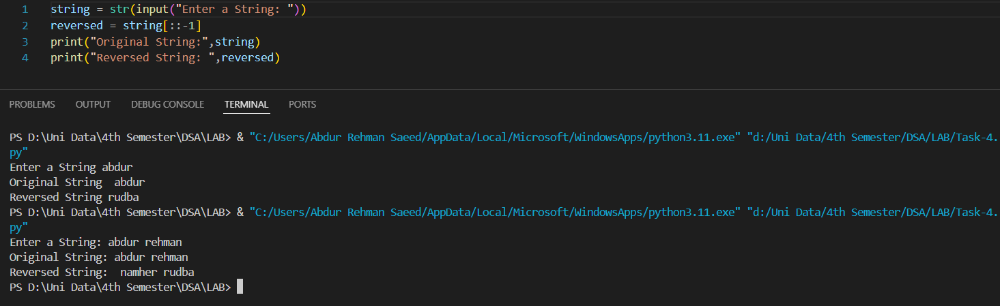 1 string = str(input("Enter a String: "))
2 reversed = string[::-1]
3 print("Original String:",string)
4 print("Reversed String: ",reversed)
PROBLEMS OUTPUT DEBUG CONSOLE TERMINAL PORTS
PS D:\Uni Data\4th Semester\DSA\LAB> & "C:/Users/Abdur Rehman Saeed/AppData/Local/Microsoft/WindowsApps/python3.11.exe" "d:/Uni Data/4th Semester/DSA/LAB/Task-4.
py"
Enter a String abdur
Original String  abdur
Reversed String rudba
PS D:\Uni Data\4th Semester\DSA\LAB> & "C:/Users/Abdur Rehman Saeed/AppData/Local/Microsoft/WindowsApps/python3.11.exe" "d:/Uni Data/4th Semester/DSA/LAB/Task-4.
py"
Enter a String: abdur rehman
Original String: abdur rehman
Reversed String:  namher rudba
PS D:\Uni Data\4th Semester\DSA\LAB>